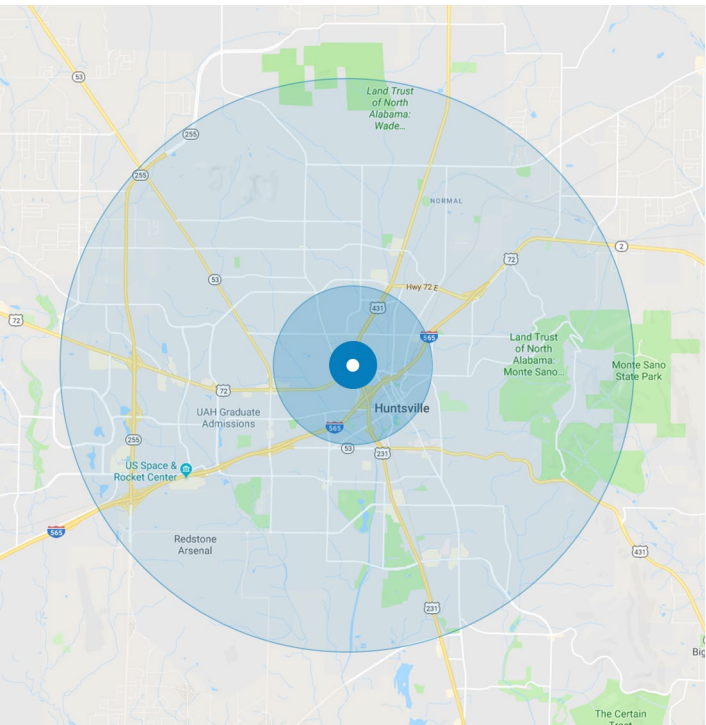 53
Land Trust
of North
Alabama:
Wade...
255
255
NORMAL
2
72
53
Hwy 72 E
431
72
565
Land Trust
of North
Alabama:
Monte Sano...
Monte Sano
State Park
72
Huntsville
UAH Graduate
Admissions
565
255
53
231
US Space &
Rocket Center
565
Redstone
Arsenal
431
231
Big
The Certain